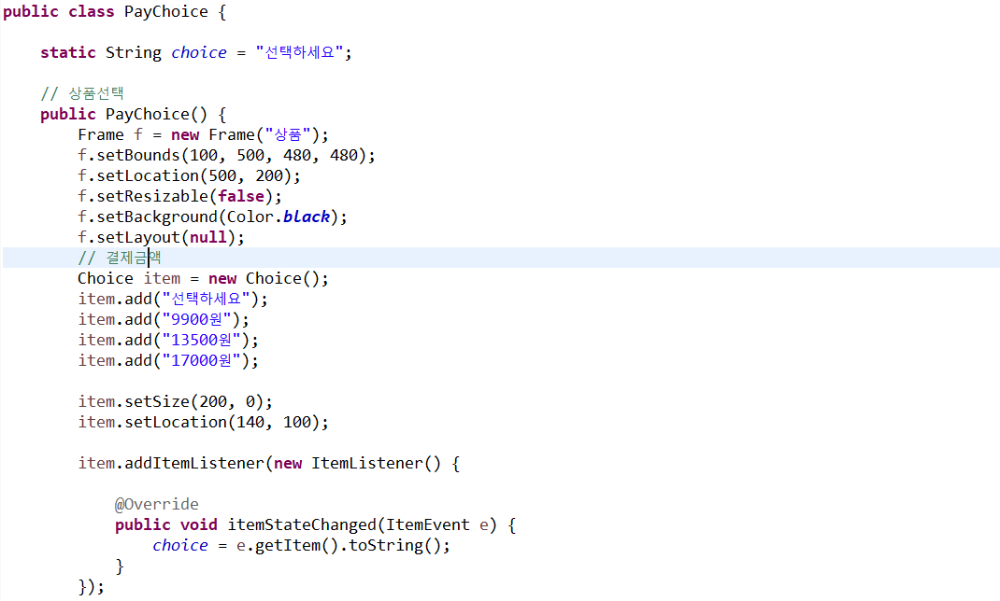 public class PayChoice {
static String choice = "선택하세요";
// 상품선택
public PayChoice() {
Frame f = new Frame("상품");
f.setBounds(100, 500, 480, 480);
f.setLocation(500, 200);
f.setResizable(false);
f.setBackground(Color.black);
f.setLayout(null);
// 결제금액
Choice item = new Choice();
item.add("선택하세요");
item.add("9900원");
item.add("13500원");
item.add("17000원");
item.setSize(200, 0);
item.setLocation(140, 100);
item.addItemListener(new ItemListener() {
@Override
public void itemStateChanged(ItemEvent e) {
choice = e.getItem().toString();
}
});